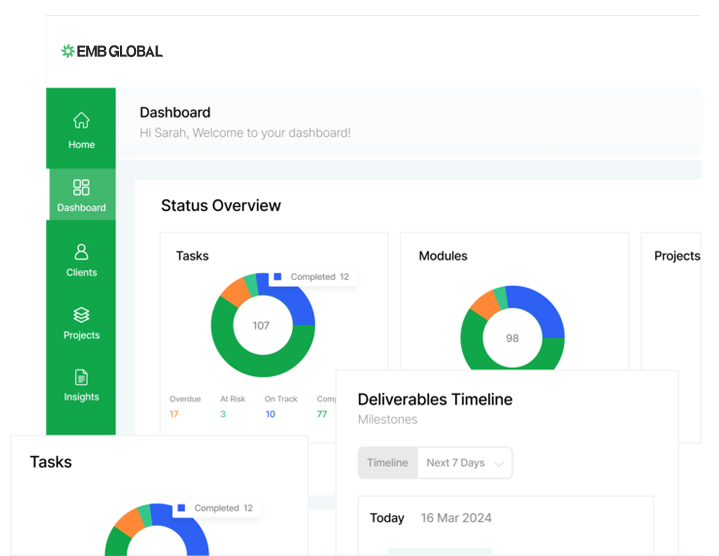 EMB GLOBAL
Dashboard
Hi Sarah, Welcome to your dashboard!
Home
Dashboard
Clients
Projects
Insights
Status Overview
Tasks
Completed 12
107
Overdue At Risk On Track Comp
17 3 10 77
Modules
98
Projects
Deliverables Timeline
Milestones
Timeline Next 7 Days
Today 16 Mar 2024
Tasks
Completed 12